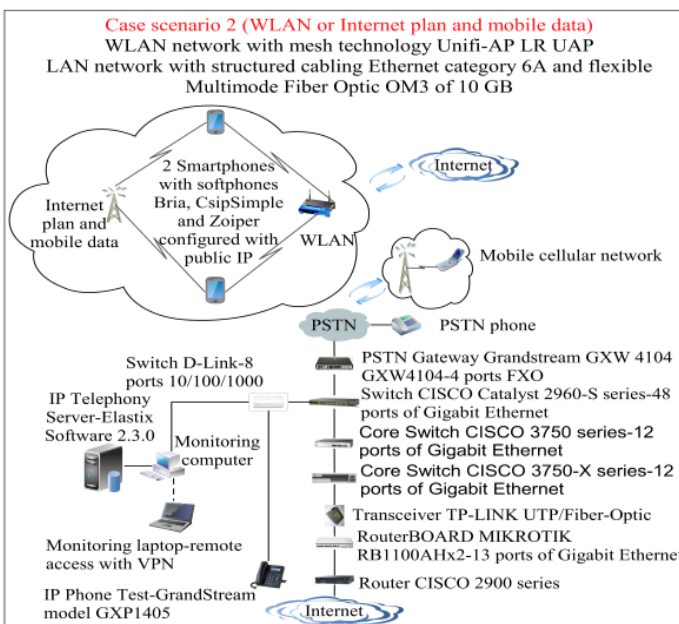 Case scenario 2 (WLAN or Internet plan and mobile data)
WLAN network with mesh technology Unifi-AP LR UAP
LAN network with structured cabling Ethernet category 6A and flexible
Multimode Fiber Optic OM3 of 10 GB
2 Smartphones
with softphones
Bria, CsipSimple
and Zoiper
configured with
public IP
Internet
plan and
mobile data
WLAN
Internet
Mobile cellular network
PSTN
PSTN phone
PSTN Gateway Grandstream GXW 4104
GXW4104-4 ports FXO
Switch CISCO Catalyst 2960-S series-48
ports of Gigabit Ethernet
Core Switch CISCO 3750 series-12
ports of Gigabit Ethernet
Core Switch CISCO 3750-X series-12
ports of Gigabit Ethernet
Transceiver TP-LINK UTP/Fiber-Optic
RouterBOARD MIKROTIK
RB1100AHx2-13 ports of Gigabit Ethernet
Router CISCO 2900 series
Internet
Switch D-Link-8
ports 10/100/1000
IP Telephony
Server-Elastix
Software 2.3.0
Monitoring
computer
Monitoring laptop-remote
access with VPN
IP Phone Test-GrandStream
model GXP1405